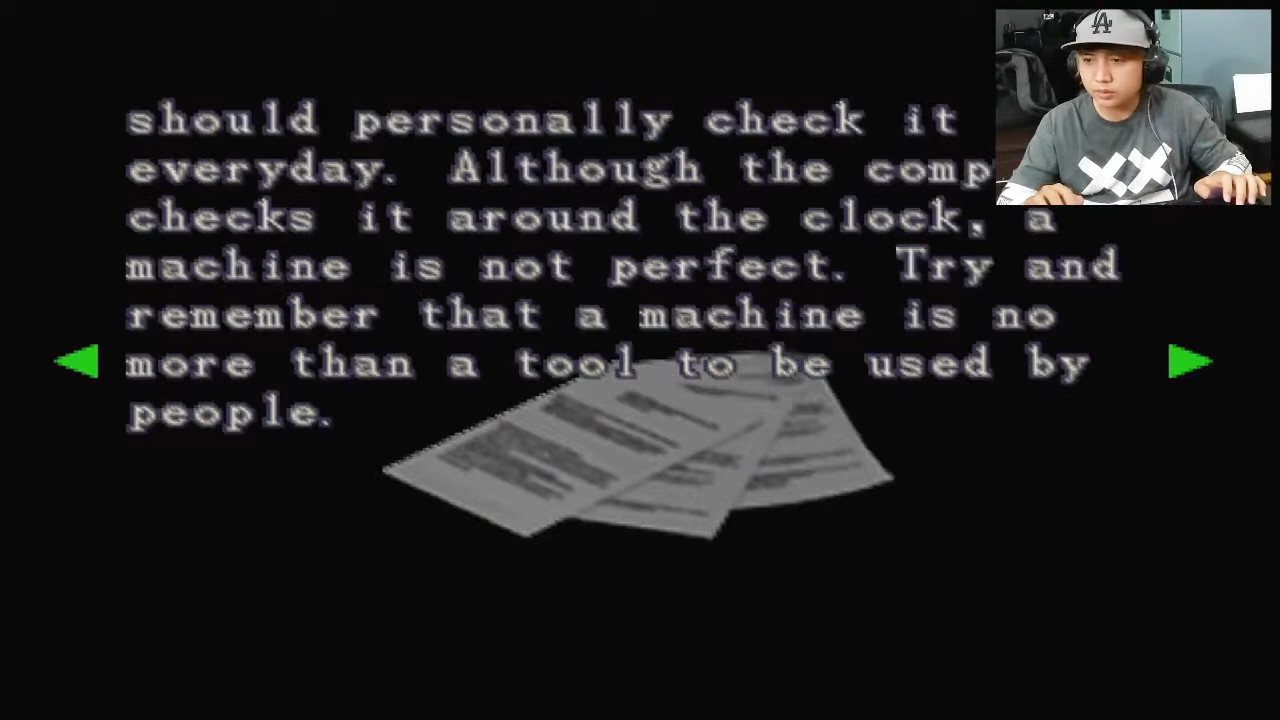 should personally check it
everyday. Although the comp
checks it around the clock, a
machine is not perfect. Try and
remember that a machine is no
more than a tool to be used by
people.